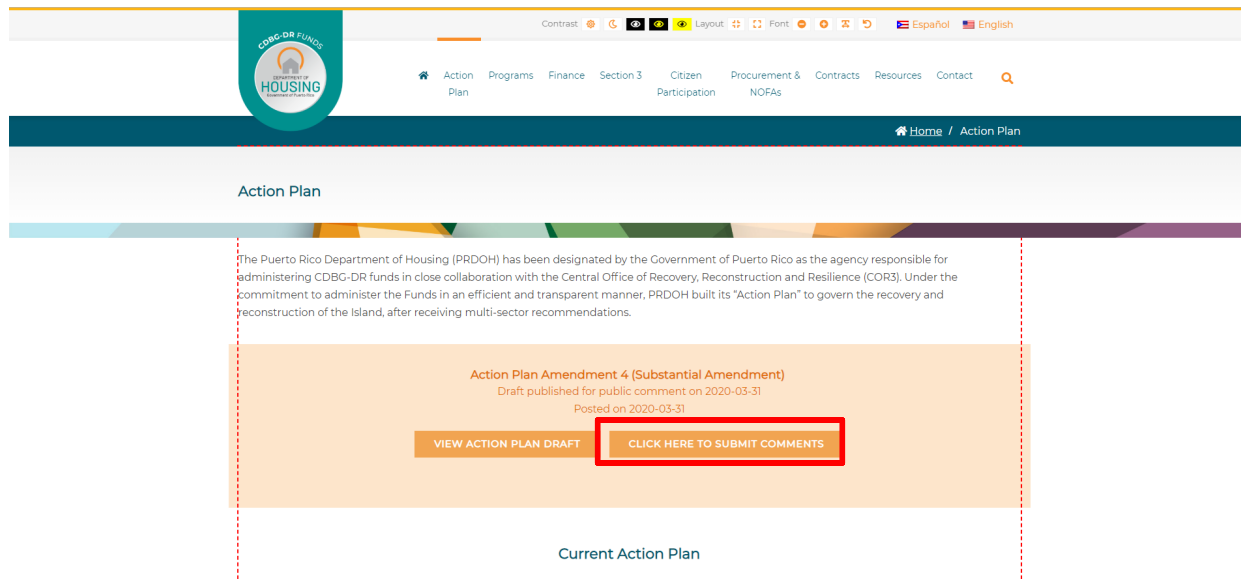 Contrast Layout Font Español English
CDBG-DR FUNDS
DEPARTMENT OF
HOUSING
Government of Puerto Rico
Action Plan Programs Finance Section 3 Citizen Participation Procurement & NOFAs Contracts Resources Contact
Home / Action Plan
Action Plan
The Puerto Rico Department of Housing (PRDOH) has been designated by the Government of Puerto Rico as the agency responsible for
administering CDBG-DR funds in close collaboration with the Central Office of Recovery, Reconstruction and Resilience (COR3). Under the
commitment to administer the Funds in an efficient and transparent manner, PRDOH built its “Action Plan” to govern the recovery and
reconstruction of the Island, after receiving multi-sector recommendations.
Action Plan Amendment 4 (Substantial Amendment)
Draft published for public comment on 2020-03-31
Posted on 2020-03-31
VIEW ACTION PLAN DRAFT CLICK HERE TO SUBMIT COMMENTS
Current Action Plan